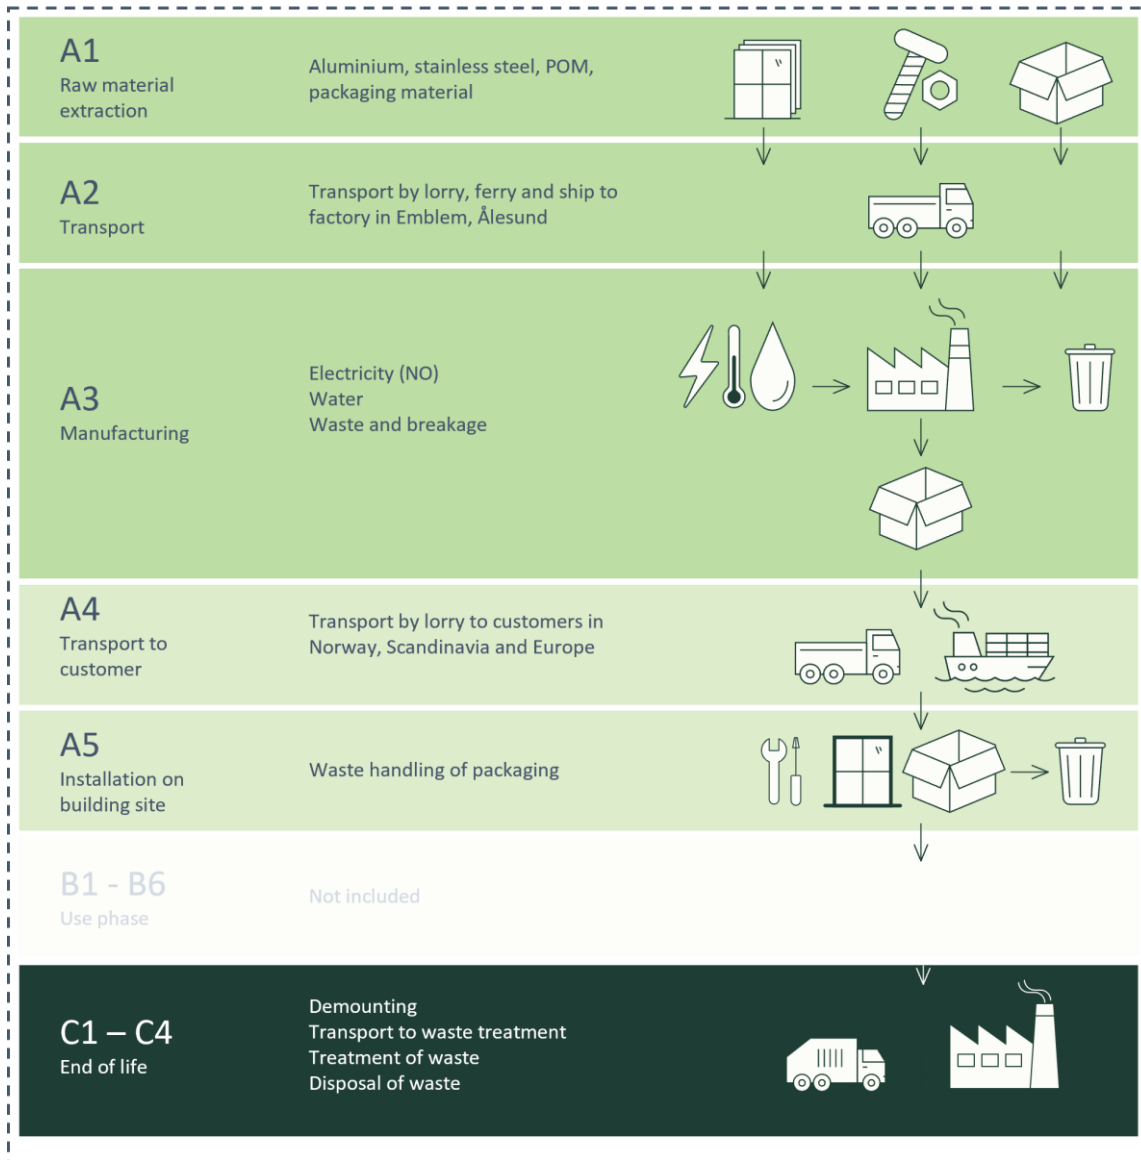 A1
Raw material
extraction
Aluminium, stainless steel, POM,
packaging material
A2
Transport
Transport by lorry, ferry and ship to
factory in Emblem, Ålesund
A3
Manufacturing
Electricity (NO)
Water
Waste and breakage
A4
Transport to
customer
Transport by lorry to customers in
Norway, Scandinavia and Europe
A5
Installation on
building site
Waste handling of packaging
B1 - B6
Use phase
Not included
C1 – C4
End of life
Demounting
Transport to waste treatment
Treatment of waste
Disposal of waste